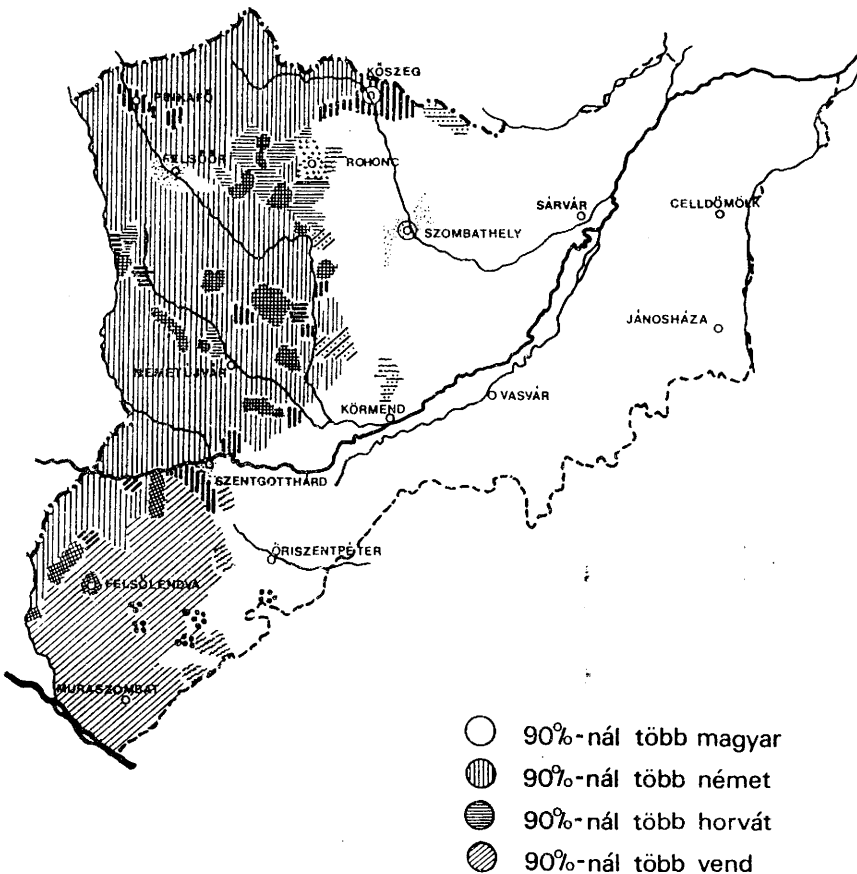 KŐSZEG
PINKAFŐ
FELSŐŐR
ROHONC
SÁRVÁR
CELLDÖMÖLK
SZOMBATHELY
JÁNOSHÁZA
NÉMETÚJVÁR
VASVÁR
KÖRMEND
SZENTGOTTHÁRD
ŐRISZENTPÉTER
FELSŐLENDVA
MURASZOMBAT
90%-nál több magyar
90%-nál több német
90%-nál több horvát
90%-nál több vend